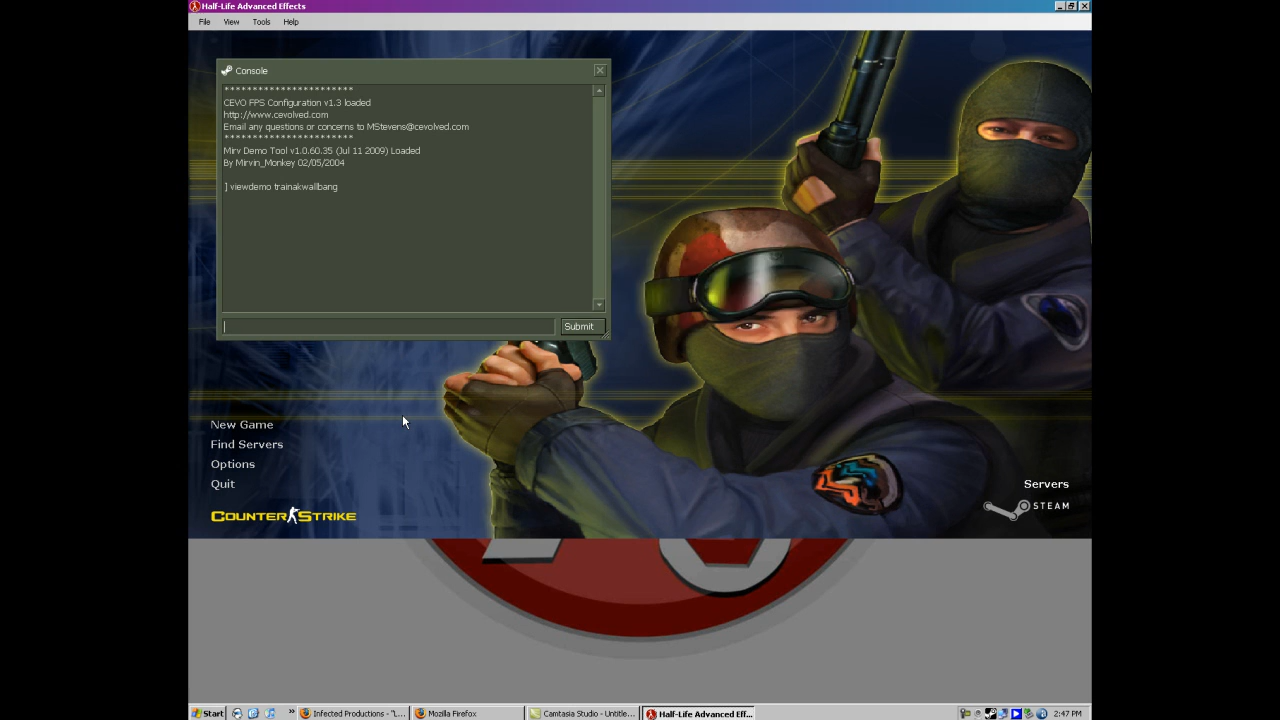 Half-Life Advanced Effects
File View Tools Help
Console
***********************
CEVO FPS Configuration v1.3 loaded
http://www.cevolved.com
Email any questions or concerns to MStevens@cevolved.com
***********************
Mirv Demo Tool v1.0.60.35 (Jul 11 2009) Loaded
By Mirvin_Monkey 02/05/2004
] viewdemo trainakwallbang
Submit
New Game
Find Servers
Options
Quit
Servers
COUNTER STRIKE
STEAM
Start » Infected Productions - "L... Mozilla Firefox Camtasia Studio - Untitle... Half-Life Advanced Eff... 2:47 PM